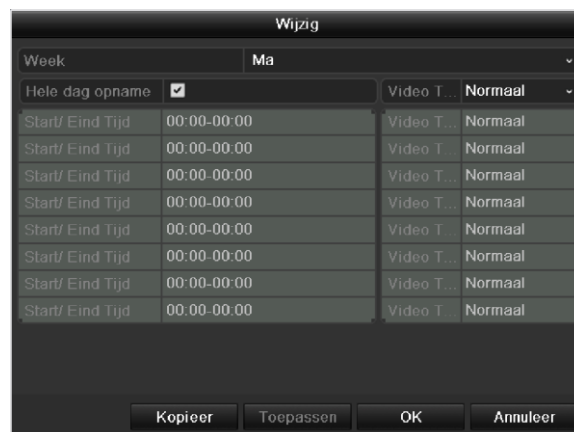 Wijzig
Week Ma
Hele dag opname Video T... Normaal
Start/ Eind Tijd 00:00-00:00 Video T... Normaal
Start/ Eind Tijd 00:00-00:00 Video T... Normaal
Start/ Eind Tijd 00:00-00:00 Video T... Normaal
Start/ Eind Tijd 00:00-00:00 Video T... Normaal
Start/ Eind Tijd 00:00-00:00 Video T... Normaal
Start/ Eind Tijd 00:00-00:00 Video T... Normaal
Start/ Eind Tijd 00:00-00:00 Video T... Normaal
Start/ Eind Tijd 00:00-00:00 Video T... Normaal
Kopieer Toepassen OK Annuleer